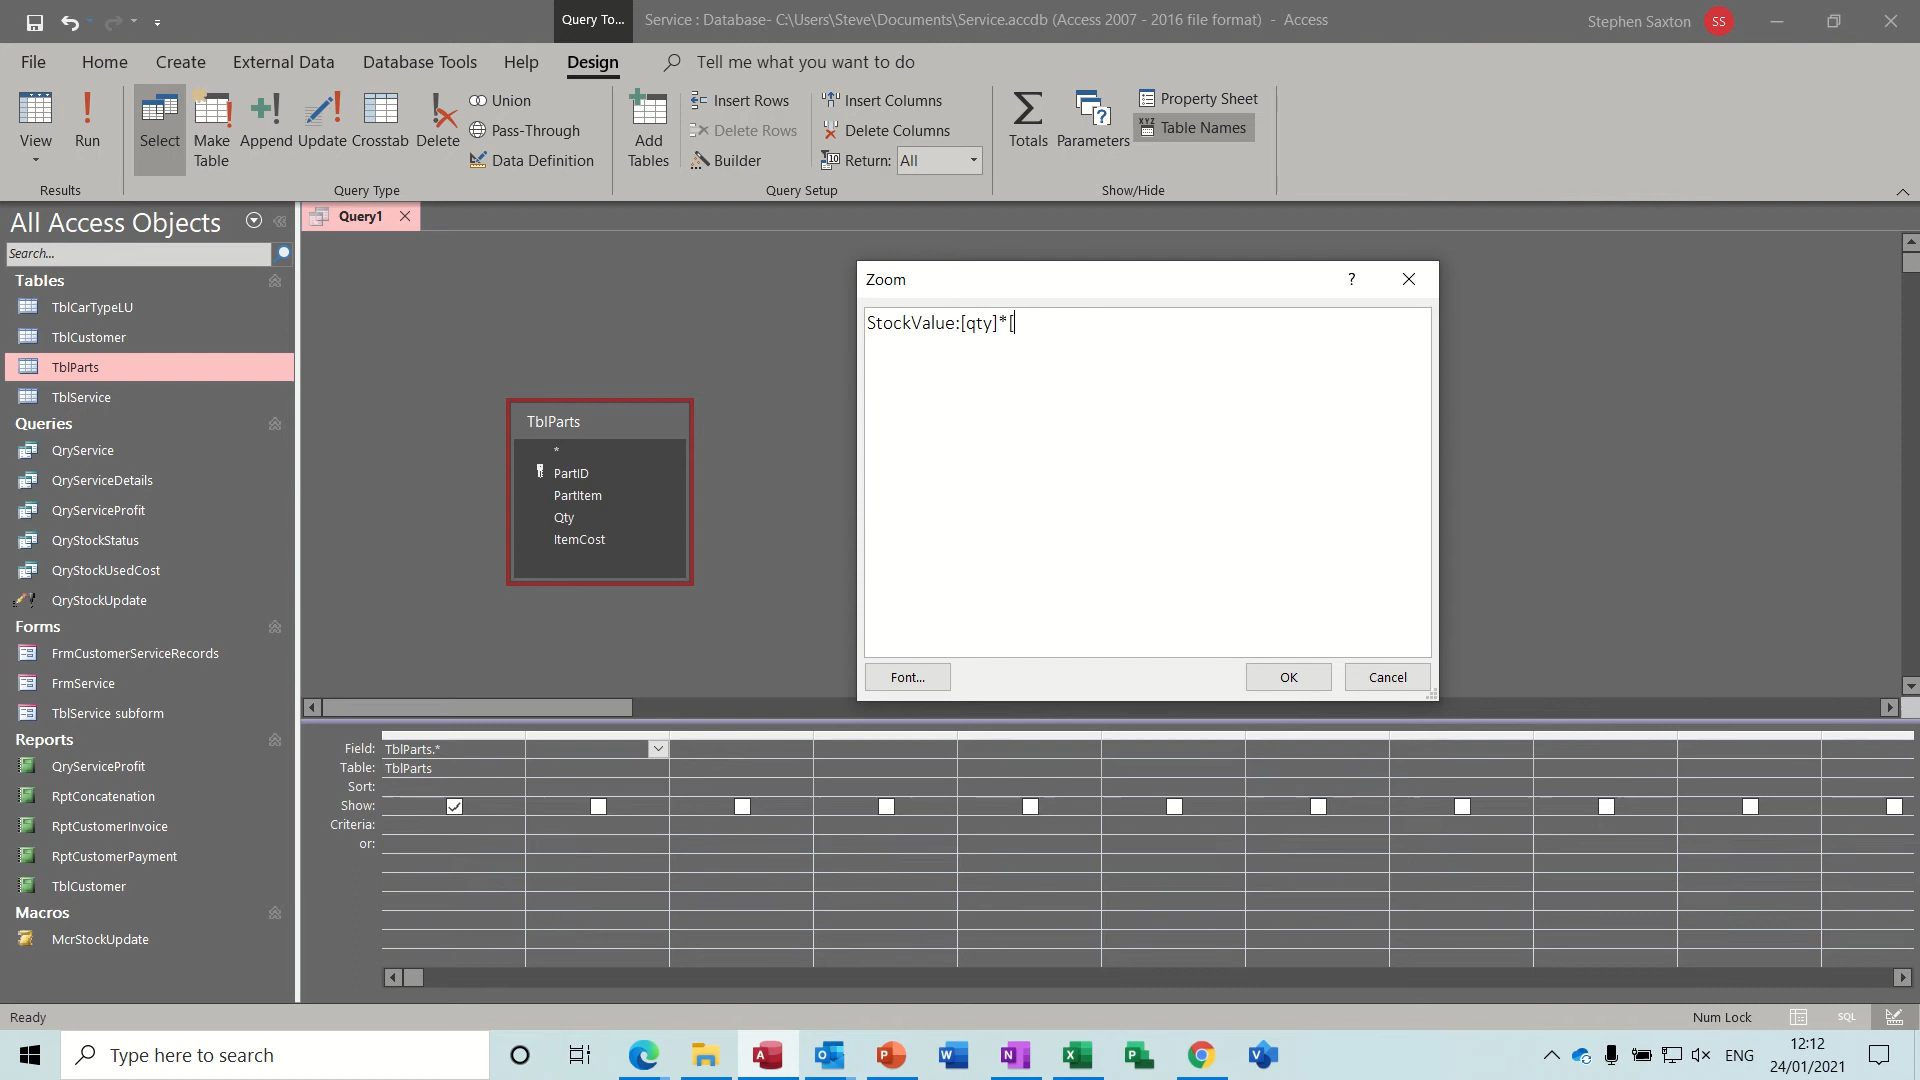 Query To...
Service : Database- C:\Users\Steve\Documents\Service.accdb (Access 2007 - 2016 file format) - Access
Stephen Saxton
SS
File Home Create External Data Database Tools Help Design Tell me what you want to do
View
Run
Results
Select
Make Table
Append
Update
Crosstab
Delete
Union
Pass-Through
Data Definition
Query Type
Add Tables
Insert Rows
Delete Rows
Builder
Insert Columns
Delete Columns
Return: All
Query Setup
Totals
Parameters
Property Sheet
Table Names
Show/Hide
All Access Objects
Search...
Tables
TblCarTypeLU
TblCustomer
TblParts
TblService
Queries
QryService
QryServiceDetails
QryServiceProfit
QryStockStatus
QryStockUsedCost
QryStockUpdate
Forms
FrmCustomerServiceRecords
FrmService
TblService subform
Reports
QryServiceProfit
RptConcatenation
RptCustomerInvoice
RptCustomerPayment
TblCustomer
Macros
McrStockUpdate
Query1
TblParts
*
PartID
PartItem
Qty
ItemCost
Zoom
?
StockValue:[qty]*[
Font...
OK
Cancel
Field: TblParts.*
Table: TblParts
Sort:
Show:
Criteria:
or:
Ready
Num Lock
SQL
Type here to search
ENG
12:12
24/01/2021